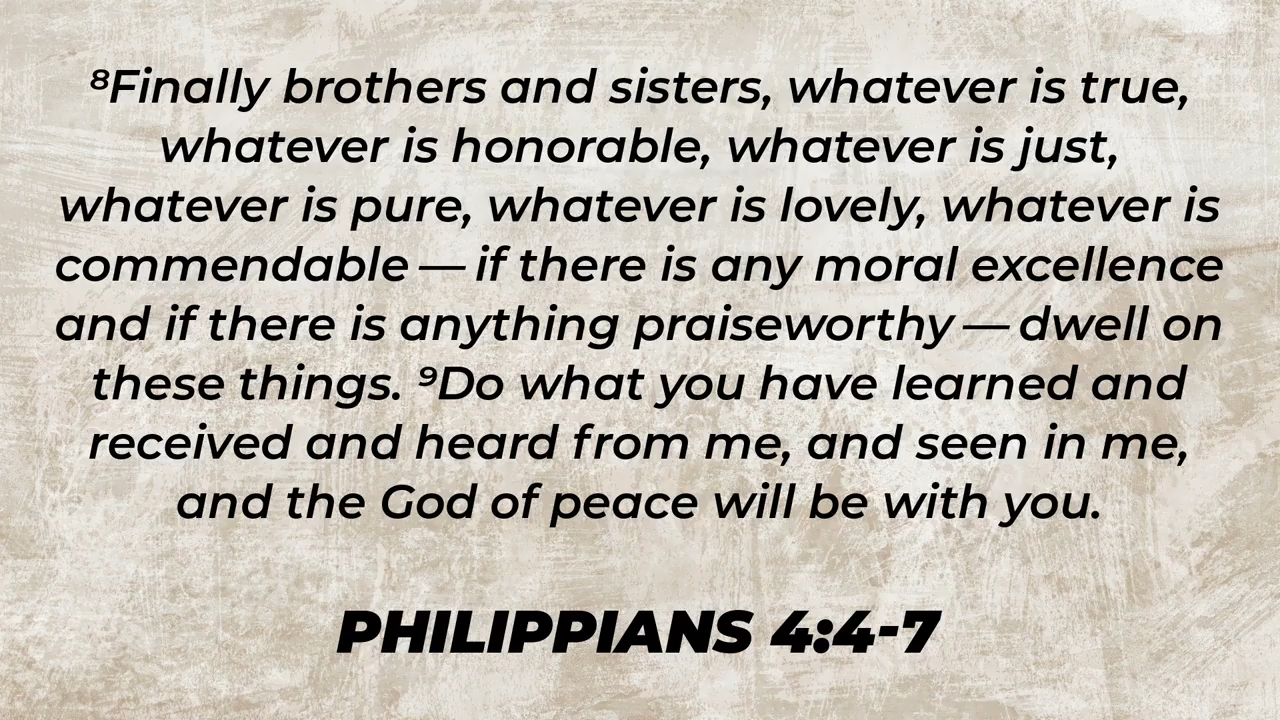 ⁸Finally brothers and sisters, whatever is true,
whatever is honorable, whatever is just,
whatever is pure, whatever is lovely, whatever is
commendable — if there is any moral excellence
and if there is anything praiseworthy — dwell on
these things. ⁹Do what you have learned and
received and heard from me, and seen in me,
and the God of peace will be with you.
PHILIPPIANS 4:4-7